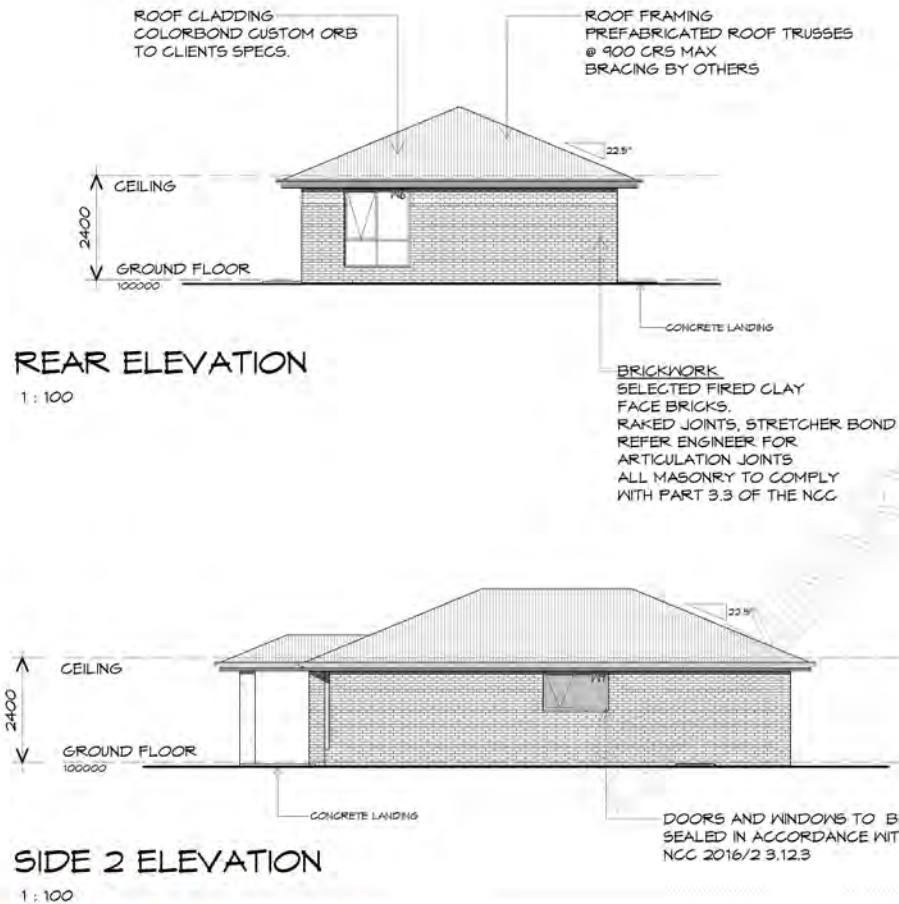 ROOF CLADDING
COLORBOND CUSTOM ORB
TO CLIENTS SPECS.
ROOF FRAMING
PREFABRICATED ROOF TRUSSES
@ 900 CRS MAX
BRACING BY OTHERS
22.5°
CEILING
2400
GROUND FLOOR
100000
CONCRETE LANDING
REAR ELEVATION
1 : 100
BRICKWORK
SELECTED FIRED CLAY
FACE BRICKS.
RAKED JOINTS, STRETCHER BOND
REFER ENGINEER FOR
ARTICULATION JOINTS
ALL MASONRY TO COMPLY
WITH PART 3.3 OF THE NCC
22.5°
CEILING
2400
GROUND FLOOR
100000
CONCRETE LANDING
DOORS AND WINDOWS TO B
SEALED IN ACCORDANCE WIT
NCC 2016/2 3.12.3
SIDE 2 ELEVATION
1 : 100